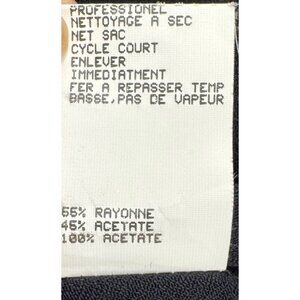 PROFESSIONEL
NETTOYAGE A SEC
NET SAC
CYCLE COURT
ENLEVER
IMMEDIATMENT
FER A REPASSER TEMP
BASSE,PAS DE VAPEUR
55% RAYONNE
45% ACETATE
100% ACETATE